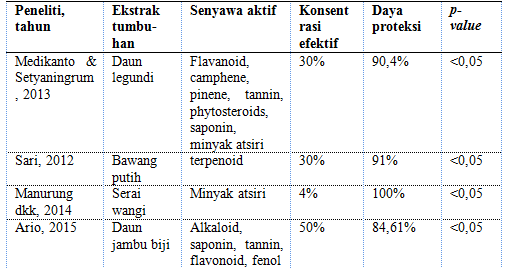 Peneliti, tahun | Ekstrak tumbu-han | Senyawa aktif | Konsent rasi efektif | Daya proteksi | p-value
Medikanto & Setyaningrum , 2013 | Daun legundi | Flavanoid, camphene, pinene, tannin, phytosteroids, saponin, minyak atsiri | 30% | 90,4% | <0,05
Sari, 2012 | Bawang putih | terpenoid | 30% | 91% | <0,05
Manurung dkk, 2014 | Serai wangi | Minyak atsiri | 4% | 100% | <0,05
Ario, 2015 | Daun jambu biji | Alkaloid, saponin, tannin, flavonoid, fenol | 50% | 84,61% | <0,05